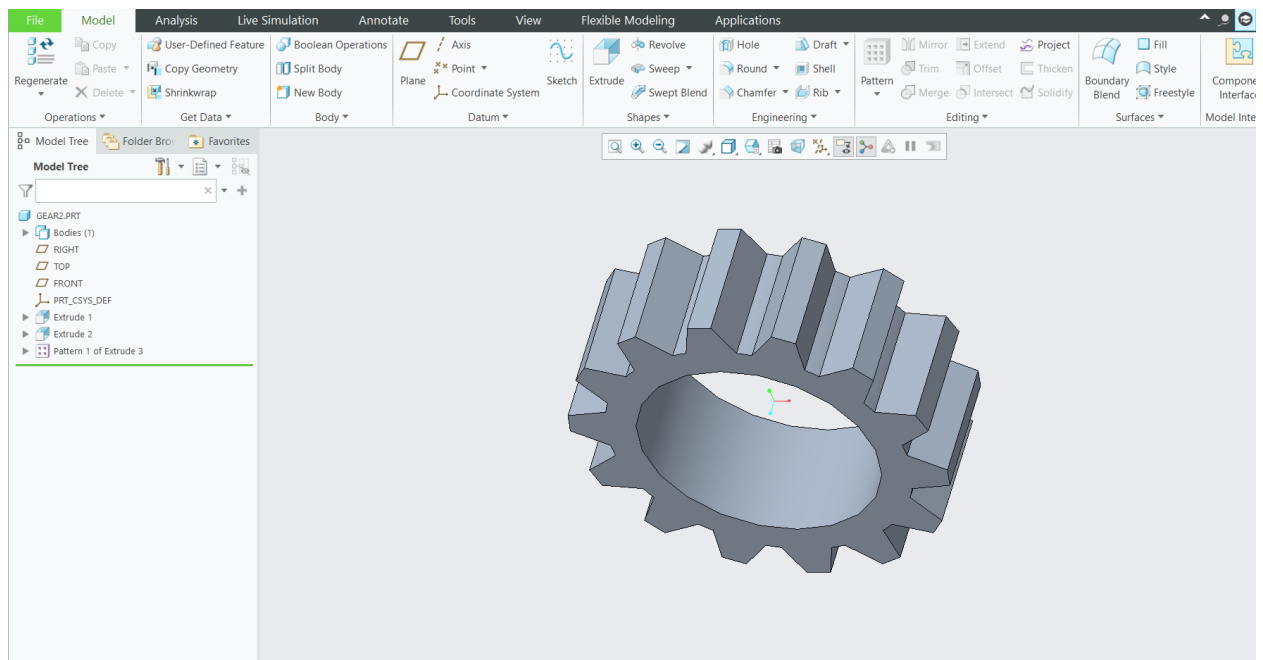 File Model Analysis Live Simulation Annotate Tools View Flexible Modeling Applications
Regenerate
Copy
Paste
Delete
Operations
User-Defined Feature
Copy Geometry
Shrinkwrap
Get Data
Boolean Operations
Split Body
New Body
Body
Plane
Axis
Point
Coordinate System
Sketch
Datum
Extrude
Revolve
Sweep
Swept Blend
Shapes
Hole
Round
Chamfer
Draft
Shell
Rib
Engineering
Pattern
Mirror
Trim
Merge
Extend
Offset
Intersect
Project
Thicken
Solidify
Editing
Boundary
Blend
Fill
Style
Freestyle
Surfaces
Compone
Interfac
Model Inte
Model Tree Folder Bro Favorites
Model Tree
GEAR2.PRT
Bodies (1)
RIGHT
TOP
FRONT
PRT_CSYS_DEF
Extrude 1
Extrude 2
Pattern 1 of Extrude 3